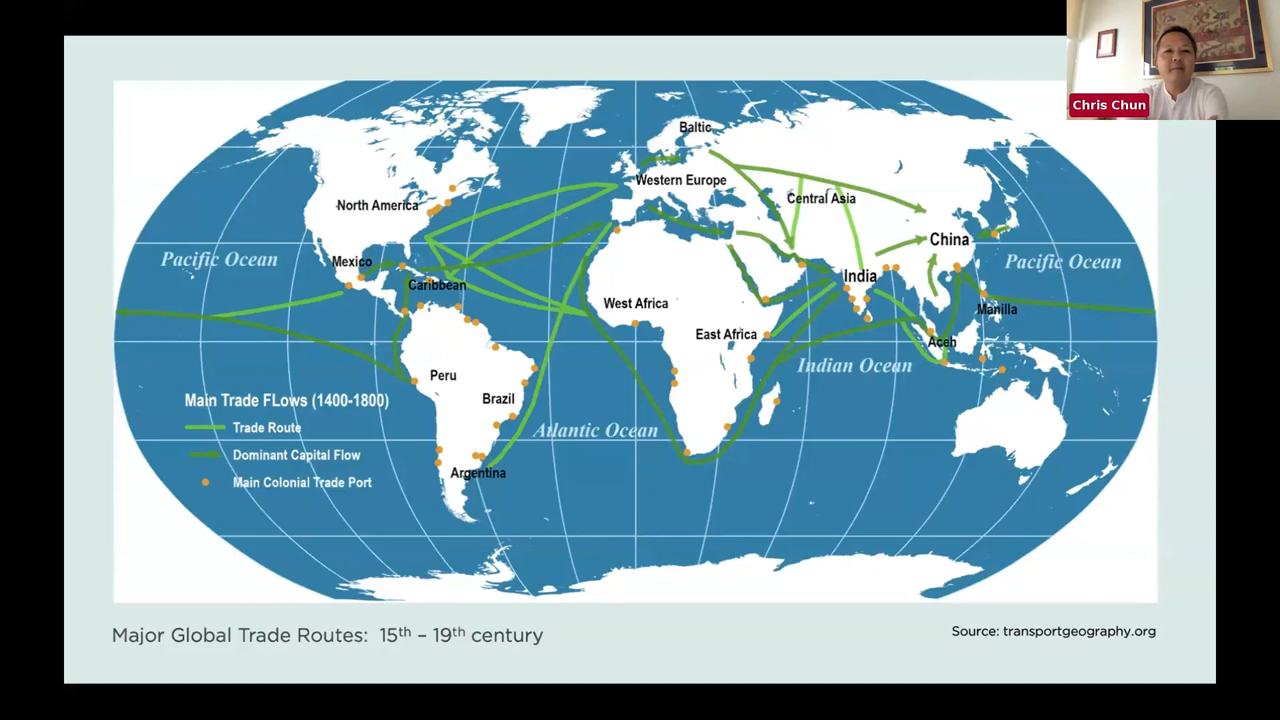 Chris Chun
Baltic
Western Europe
North America
Central Asia
China
Pacific Ocean
Mexico
Pacific Ocean
India
Caribbean
West Africa
Manilla
East Africa
Aceh
Indian Ocean
Peru
Brazil
Main Trade FLows (1400-1800)
Trade Route
Atlantic Ocean
Dominant Capital Flow
Argentina
Main Colonial Trade Port
Major Global Trade Routes: 15th – 19th century
Source: transportgeography.org